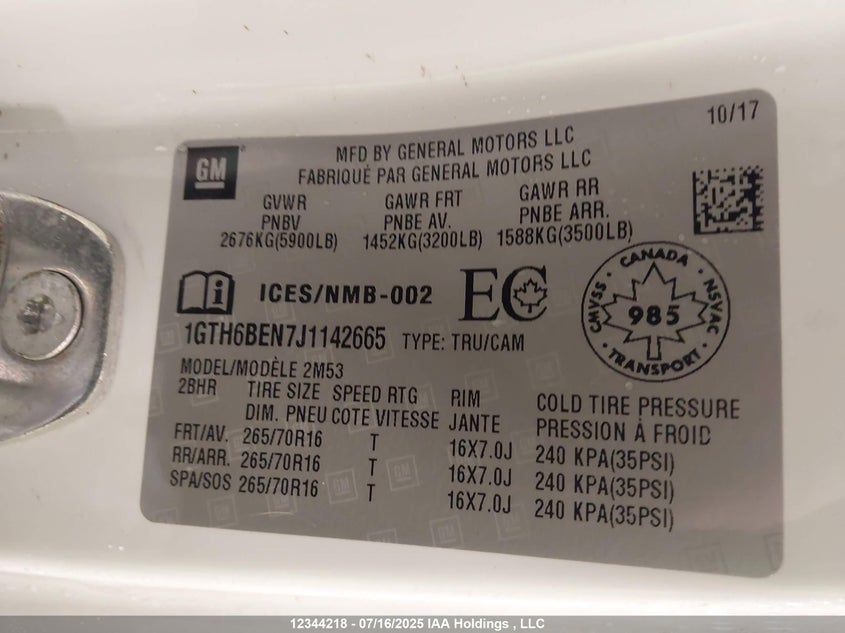 10/17
GM
MFD BY GENERAL MOTORS LLC
FABRIQUÉ PAR GENERAL MOTORS LLC
GVWR GAWR FRT GAWR RR
PNBV PNBE AV. PNBE ARR.
2676KG(5900LB) 1452KG(3200LB) 1588KG(3500LB)
ICES/NMB-002 EC
CANADA
CMVSS 985 NSVAC
TRANSPORT
1GTH6BEN7J1142665 TYPE: TRU/CAM
MODEL/MODÈLE 2M53
2BHR TIRE SIZE SPEED RTG RIM COLD TIRE PRESSURE
DIM. PNEU COTE VITESSE JANTE PRESSION À FROID
FRT/AV. 265/70R16 T 16X7.0J 240 KPA(35PSI)
RR/ARR. 265/70R16 T 16X7.0J 240 KPA(35PSI)
SPA/SOS 265/70R16 T 16X7.0J 240 KPA(35PSI)
12344218 - 07/16/2025 IAA Holdings , LLC